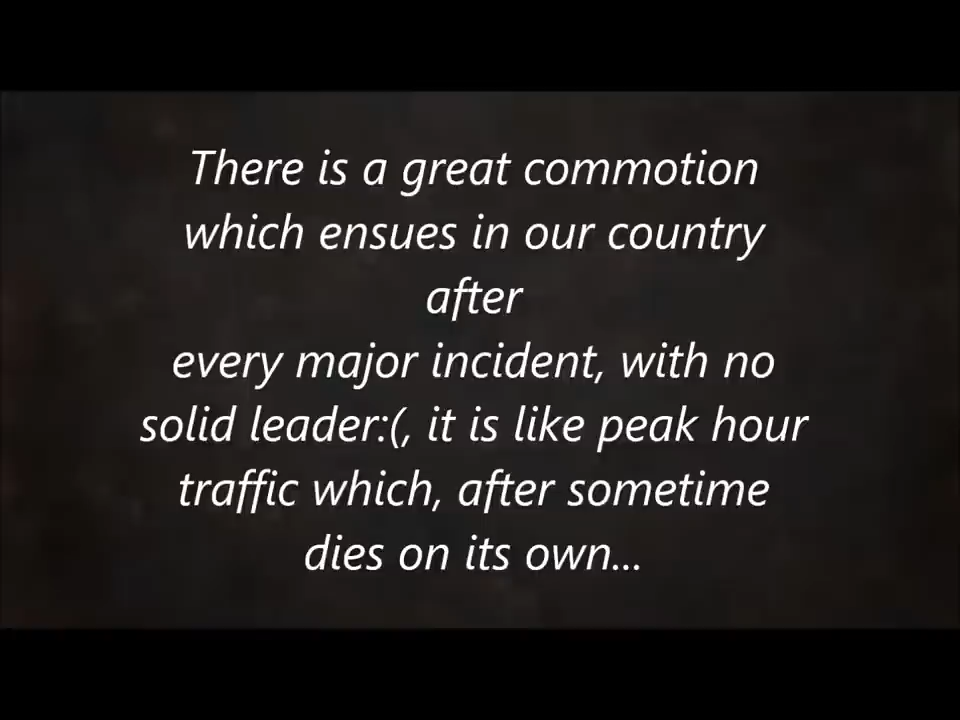 There is a great commotion
which ensues in our country
after
every major incident, with no
solid leader:(, it is like peak hour
traffic which, after sometime
dies on its own...